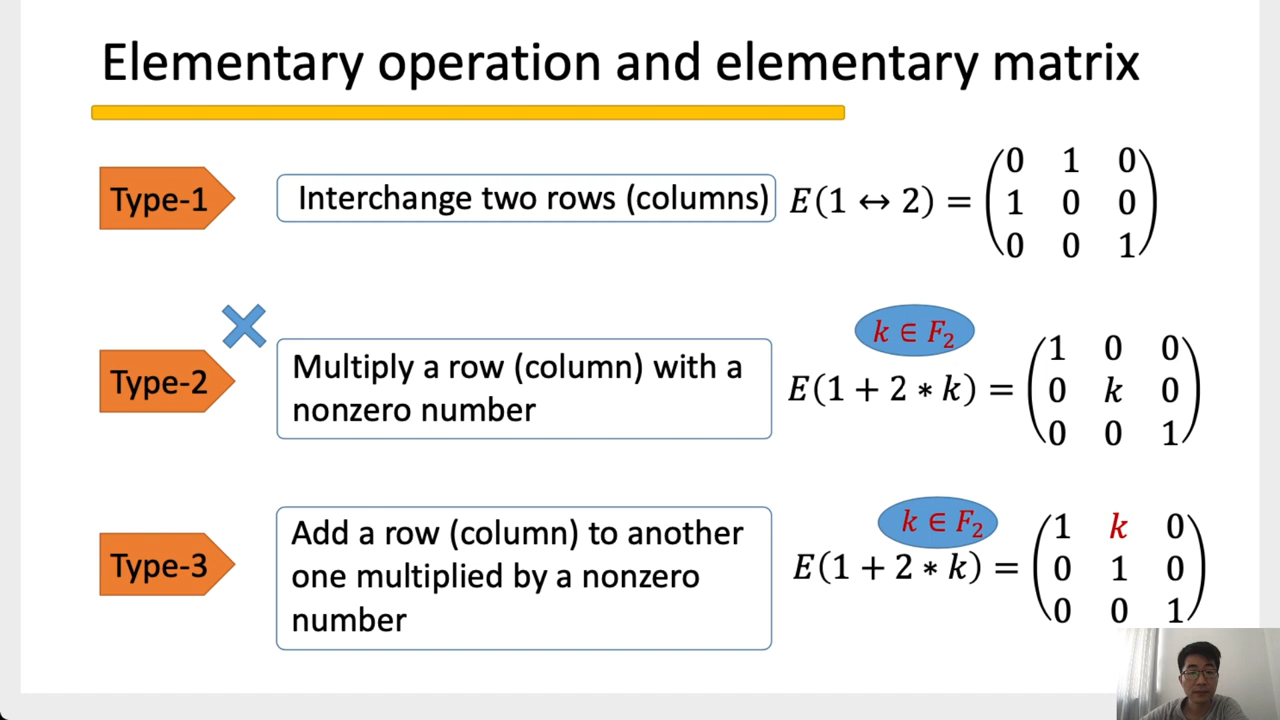 Elementary operation and elementary matrix
Type-1
Interchange two rows (columns)
E(1 ↔ 2) =
0 1 0
1 0 0
0 0 1
Type-2
Multiply a row (column) with a
nonzero number
k ∈ F₂
E(1 + 2 ∗ k) =
1 0 0
0 k 0
0 0 1
Type-3
Add a row (column) to another
one multiplied by a nonzero
number
k ∈ F₂
E(1 + 2 ∗ k) =
1 k 0
0 1 0
0 0 1